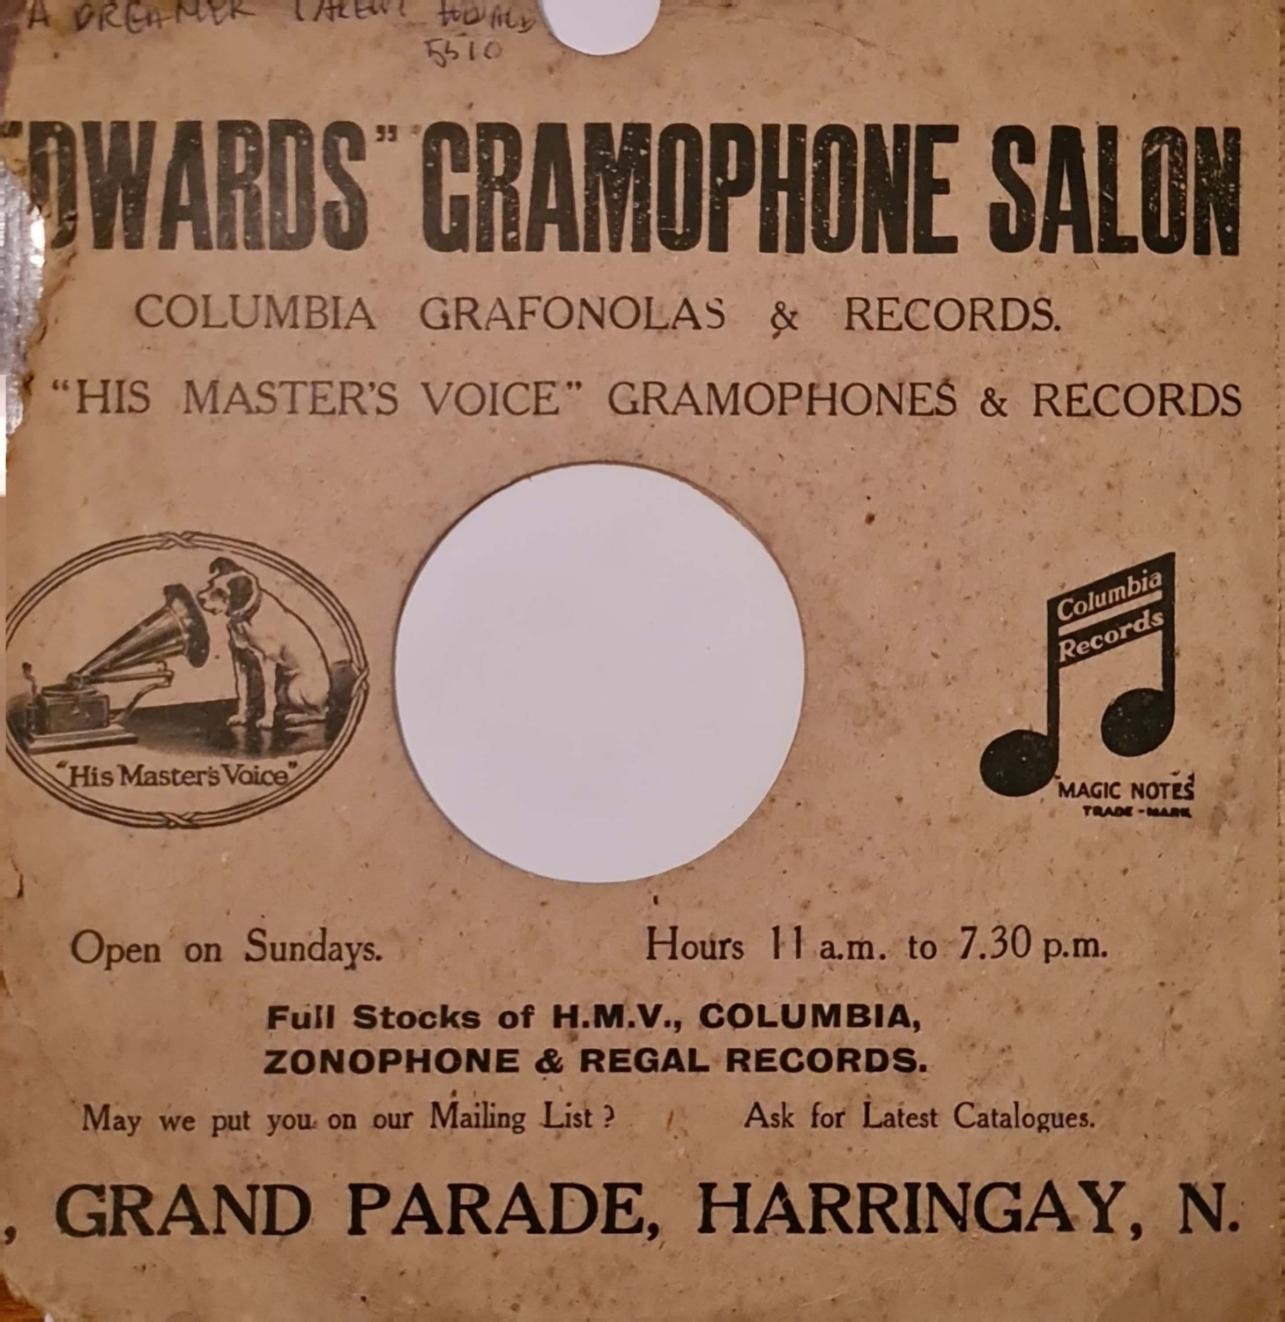 A DREAMER
5510
EDWARDS" GRAMOPHONE SALON
COLUMBIA GRAFONOLAS & RECORDS.
"HIS MASTER'S VOICE" GRAMOPHONES & RECORDS
"His Master's Voice"
Columbia
Records
"MAGIC NOTES"
TRADE-MARK
Open on Sundays. Hours 11 a.m. to 7.30 p.m.
Full Stocks of H.M.V., COLUMBIA,
ZONOPHONE & REGAL RECORDS.
May we put you on our Mailing List ? Ask for Latest Catalogues.
, GRAND PARADE, HARRINGAY, N.